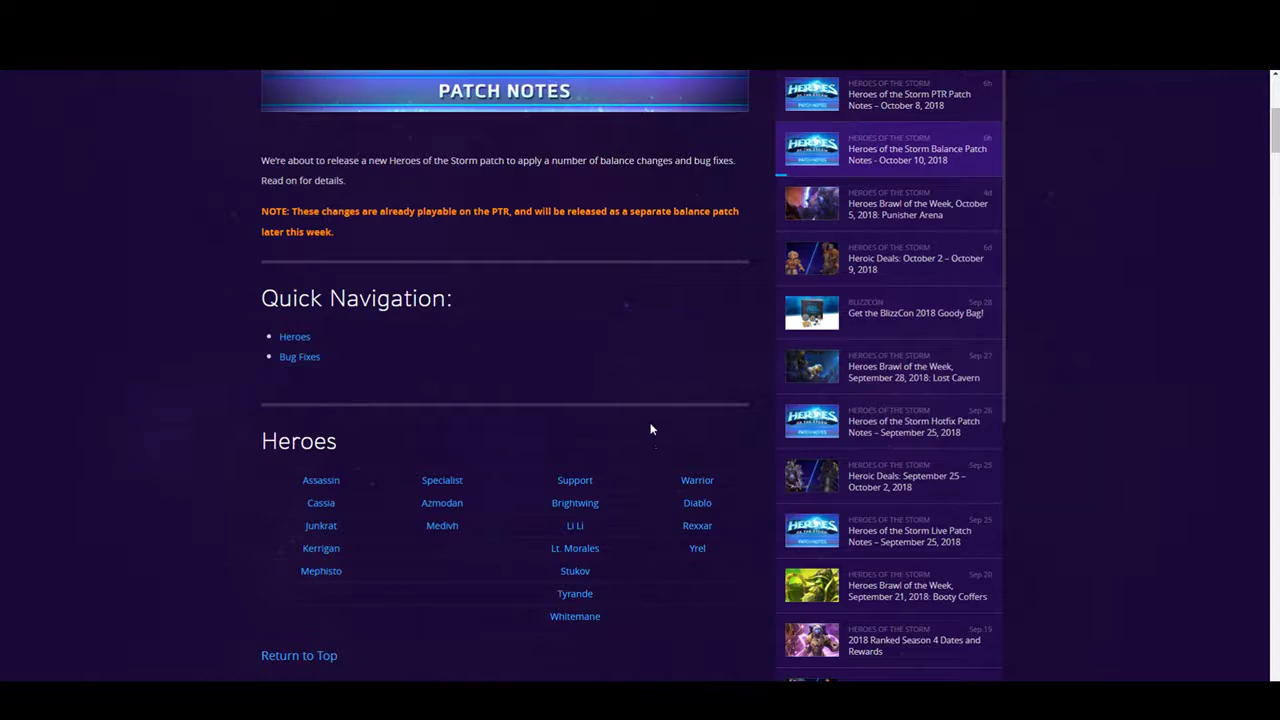 PATCH NOTES
We're about to release a new Heroes of the Storm patch to apply a number of balance changes and bug fixes.
Read on for details.
NOTE: These changes are already playable on the PTR, and will be released as a separate balance patch
later this week.
Quick Navigation:
Heroes
Bug Fixes
Heroes
Assassin Specialist Support Warrior
Cassia Azmodan Brightwing Diablo
Junkrat Medivh Li Li Rexxar
Kerrigan Lt. Morales Yrel
Mephisto Stukov
Tyrande
Whitemane
Return to Top
HEROES OF THE STORM 6h
Heroes of the Storm PTR Patch
Notes – October 8, 2018
HEROES OF THE STORM 6h
Heroes of the Storm Balance Patch
Notes - October 10, 2018
HEROES OF THE STORM 4d
Heroes Brawl of the Week, October
5, 2018: Punisher Arena
HEROES OF THE STORM 6d
Heroic Deals: October 2 – October
9, 2018
BLIZZCON Sep 28
Get the BlizzCon 2018 Goody Bag!
HEROES OF THE STORM Sep 27
Heroes Brawl of the Week,
September 28, 2018: Lost Cavern
HEROES OF THE STORM Sep 26
Heroes of the Storm Hotfix Patch
Notes – September 25, 2018
HEROES OF THE STORM Sep 25
Heroic Deals: September 25 –
October 2, 2018
HEROES OF THE STORM Sep 25
Heroes of the Storm Live Patch
Notes – September 25, 2018
HEROES OF THE STORM Sep 20
Heroes Brawl of the Week,
September 21, 2018: Booty Coffers
HEROES OF THE STORM Sep 19
2018 Ranked Season 4 Dates and
Rewards